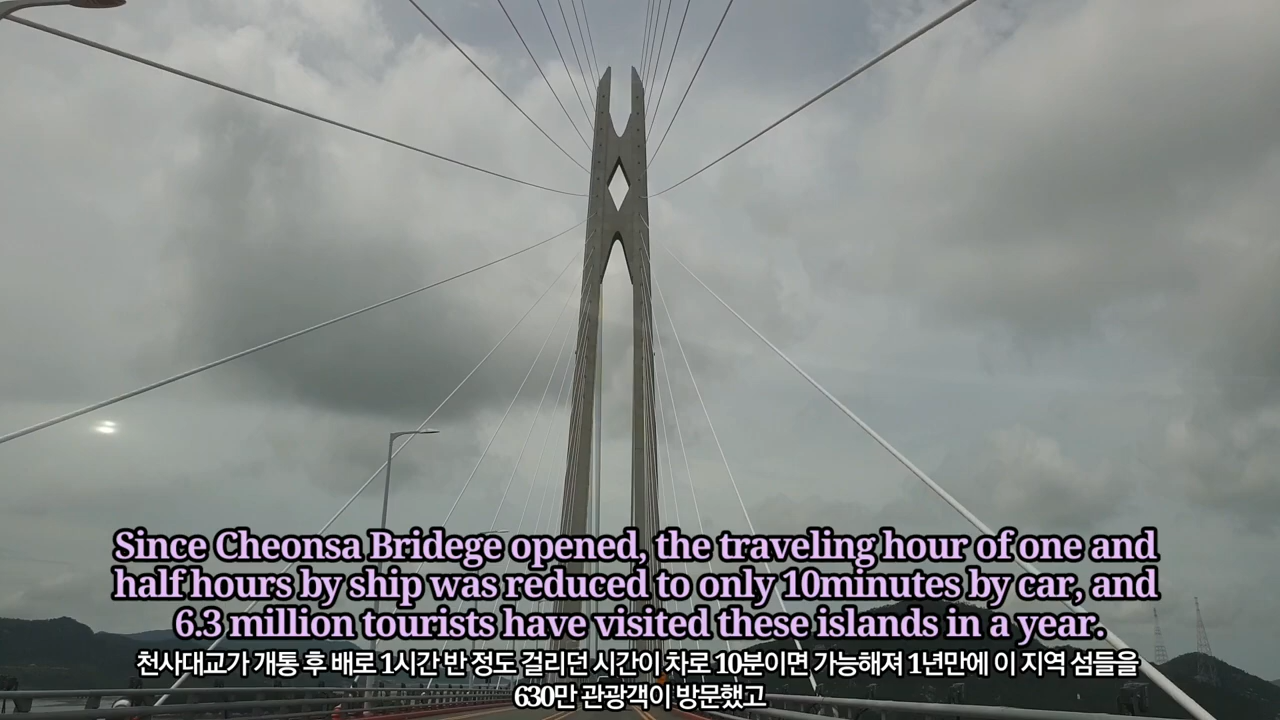 Since Cheonsa Bridege opened, the traveling hour of one and
half hours by ship was reduced to only 10minutes by car, and
6.3 million tourists have visited these islands in a year.
천사대교가 개통 후 배로 1시간 반 정도 걸리던 시간이 차로 10분이면 가능해져 1년만에 이 지역 섬들을
630만 관광객이 방문했고